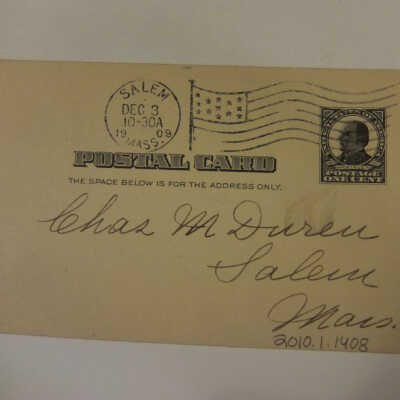 SALEM
DEC 3
10-30A
1909
MASS.
POSTAL CARD
THE SPACE BELOW IS FOR THE ADDRESS ONLY.
POSTAGE
ONE CENT
Chas M Duren
Salem
Mass.
2010.1.1408